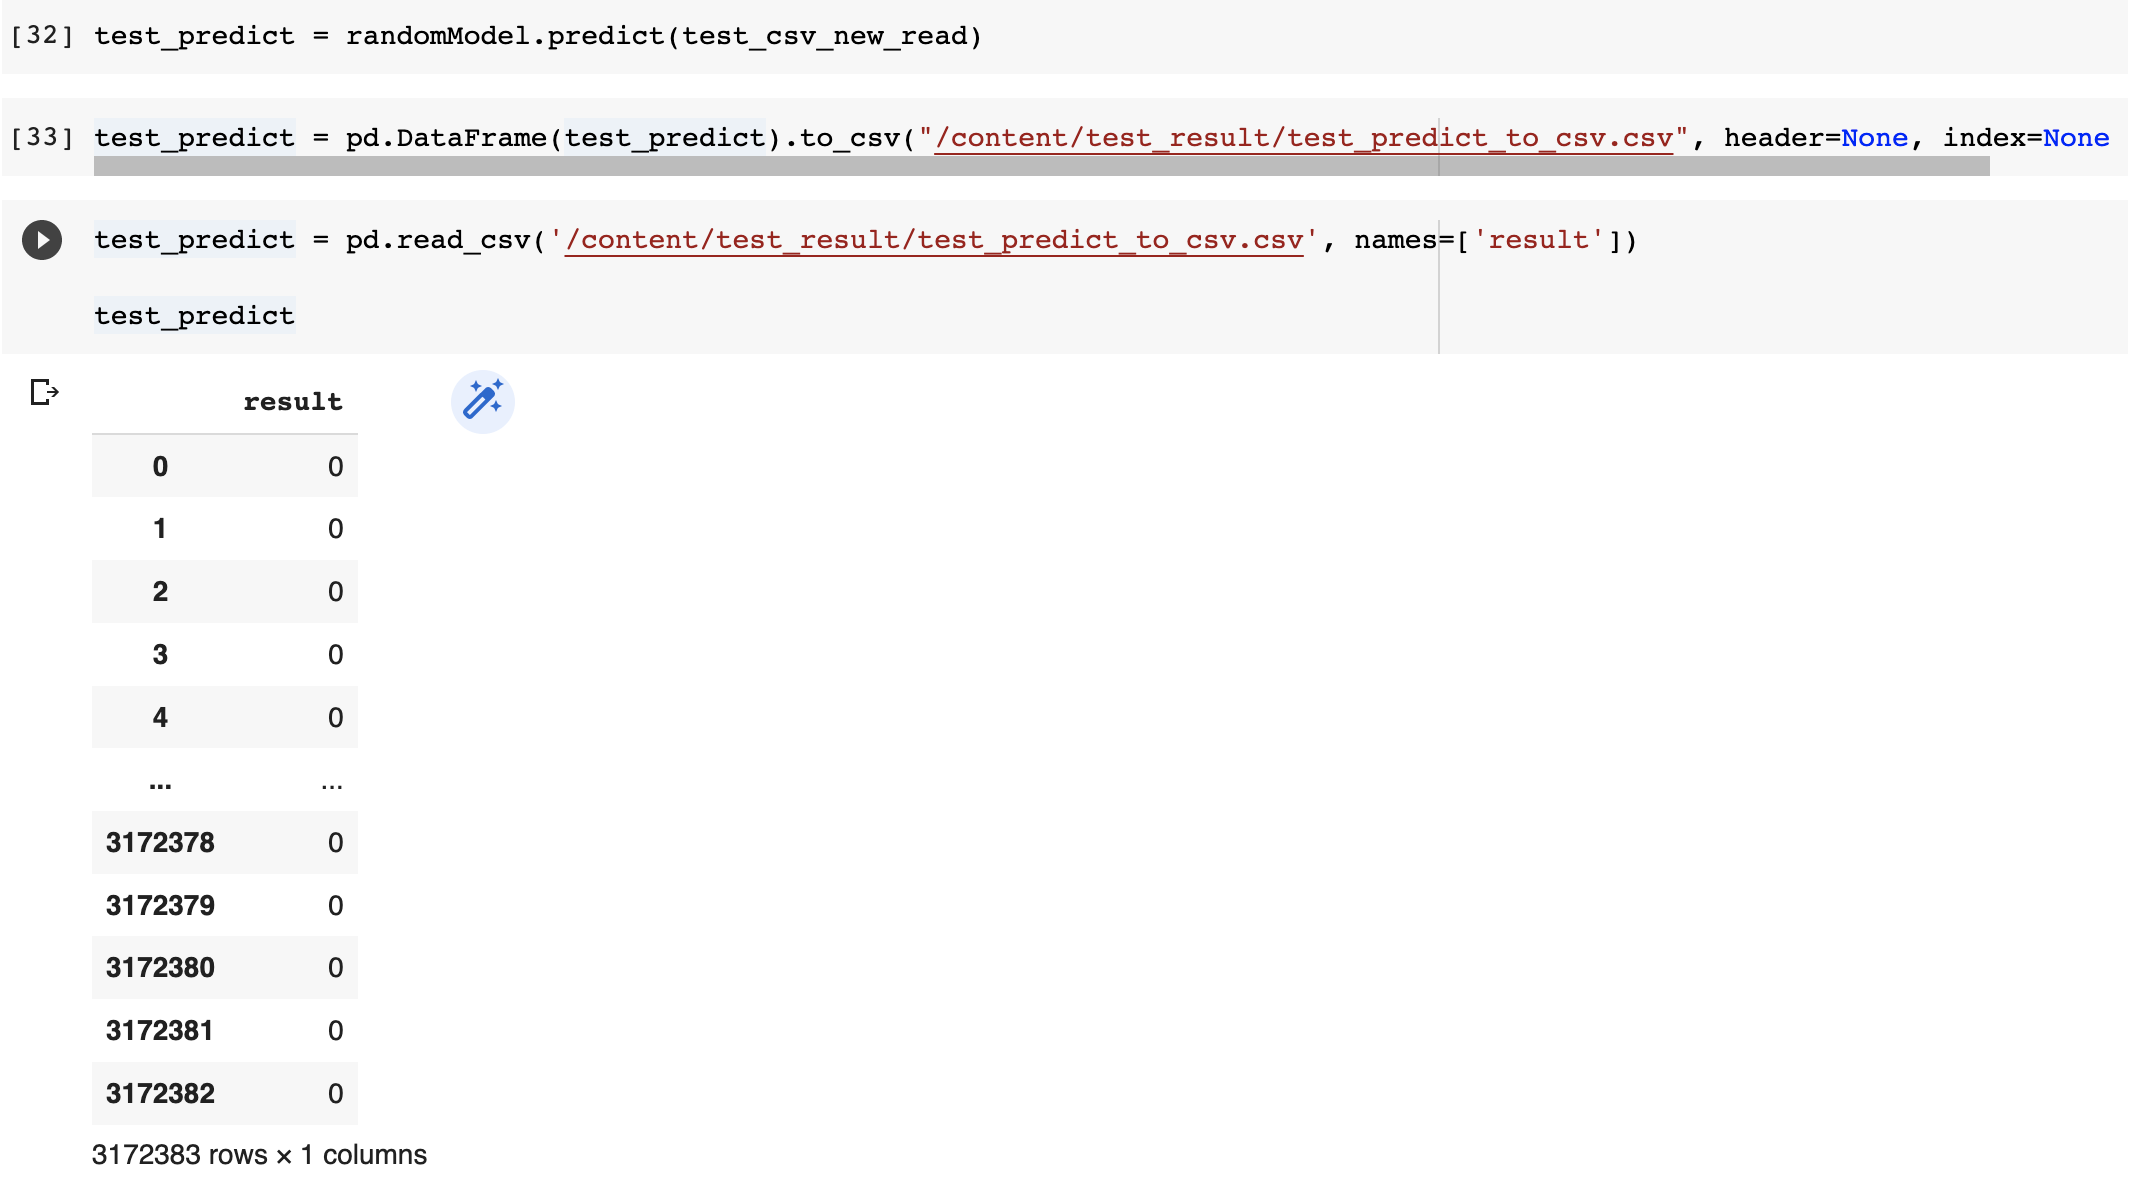 [32] test_predict = randomModel.predict(test_csv_new_read)
[33] test_predict = pd.DataFrame(test_predict).to_csv("/content/test_result/test_predict_to_csv.csv", header=None, index=None
test_predict = pd.read_csv('/content/test_result/test_predict_to_csv.csv', names=['result'])
test_predict
result
0 0
1 0
2 0
3 0
4 0
... ...
3172378 0
3172379 0
3172380 0
3172381 0
3172382 0
3172383 rows × 1 columns